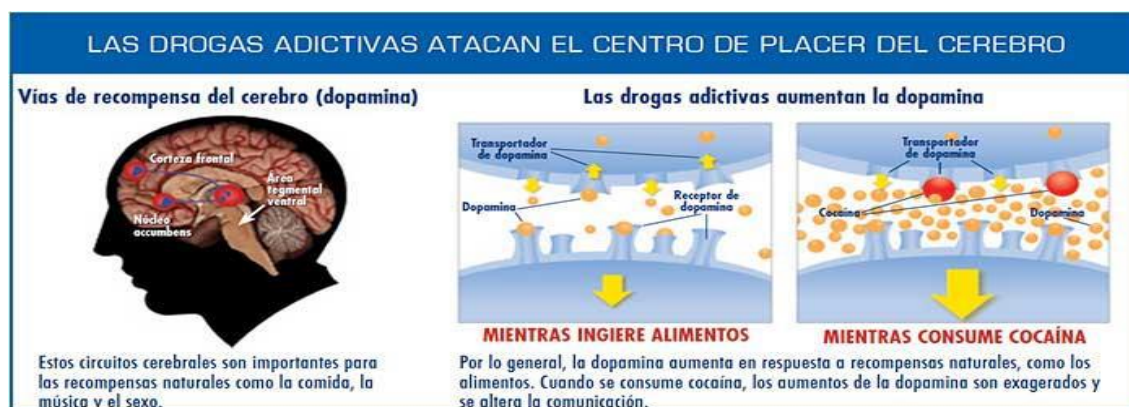 LAS DROGAS ADICTIVAS ATACAN EL CENTRO DE PLACER DEL CEREBRO
Vías de recompensa del cerebro (dopamina)
Corteza frontal
Área
tegmental
ventral
Núcleo
accumbens
Estos circuitos cerebrales son importantes para
las recompensas naturales como la comida, la
música y el sexo.
Las drogas adictivas aumentan la dopamina
Transportador
de dopamina
Dopamina
Receptor de
dopamina
MIENTRAS INGIERE ALIMENTOS
Transportador
de dopamina
Cocaína
Dopamina
MIENTRAS CONSUME COCAÍNA
Por lo general, la dopamina aumenta en respuesta a recompensas naturales, como los
alimentos. Cuando se consume cocaína, los aumentos de la dopamina son exagerados y
se altera la comunicación.